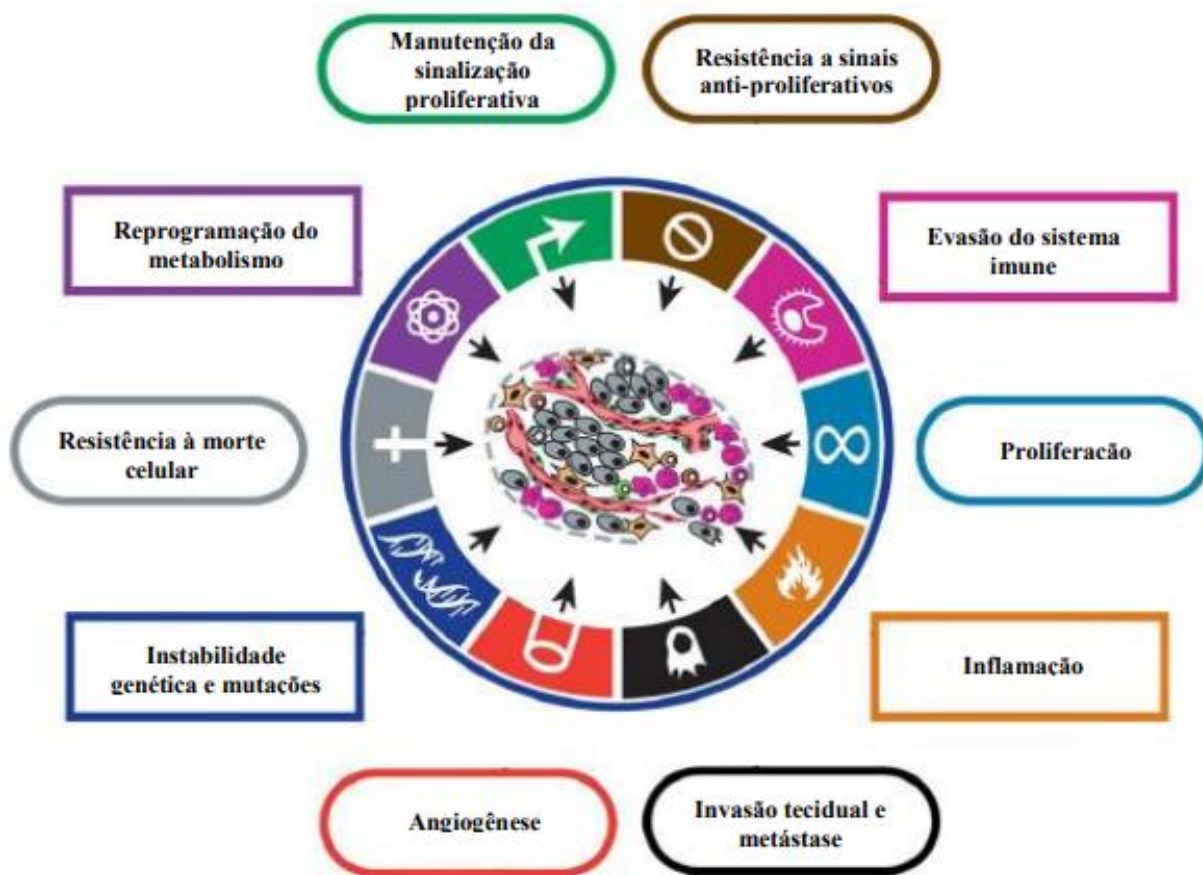 Manutenção da
sinalização
proliferativa
Resistência a sinais
anti-proliferativos
Reprogramação do
metabolismo
Evasão do sistema
imune
Resistência à morte
celular
Proliferacão
Instabilidade
genética e mutações
Inflamação
Angiogênese
Invasão tecidual e
metástase